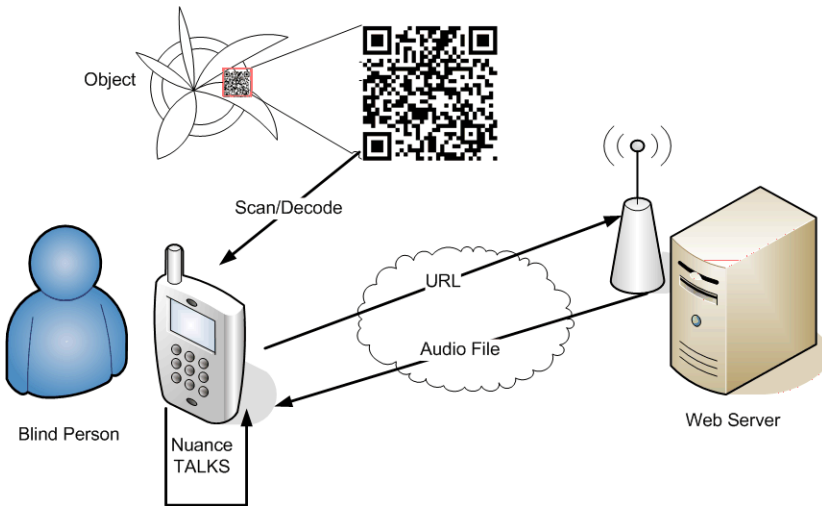 Object
Scan/Decode
URL
Audio File
Blind Person
Nuance
TALKS
Web Server